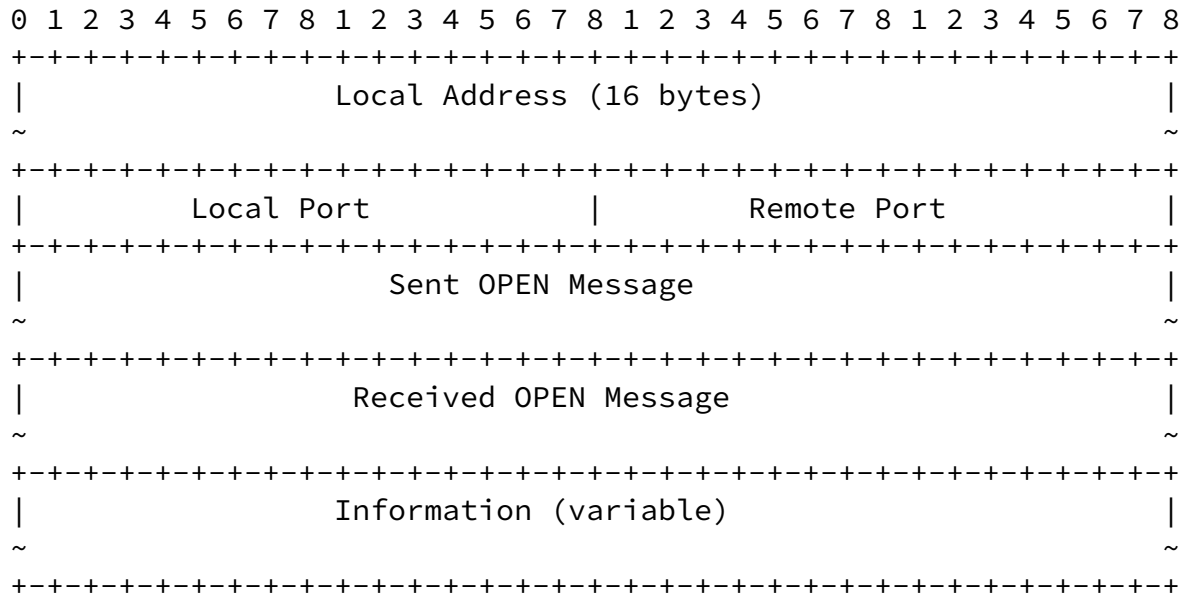 0 1 2 3 4 5 6 7 8 1 2 3 4 5 6 7 8 1 2 3 4 5 6 7 8 1 2 3 4 5 6 7 8
+-+-+-+-+-+-+-+-+-+-+-+-+-+-+-+-+-+-+-+-+-+-+-+-+-+-+-+-+-+-+-+-+
|                 Local Address (16 bytes)                      |
~                                                               ~
+-+-+-+-+-+-+-+-+-+-+-+-+-+-+-+-+-+-+-+-+-+-+-+-+-+-+-+-+-+-+-+-+
|         Local Port            |        Remote Port            |
+-+-+-+-+-+-+-+-+-+-+-+-+-+-+-+-+-+-+-+-+-+-+-+-+-+-+-+-+-+-+-+-+
|                    Sent OPEN Message                          |
~                                                               ~
+-+-+-+-+-+-+-+-+-+-+-+-+-+-+-+-+-+-+-+-+-+-+-+-+-+-+-+-+-+-+-+-+
|                  Received OPEN Message                        |
~                                                               ~
+-+-+-+-+-+-+-+-+-+-+-+-+-+-+-+-+-+-+-+-+-+-+-+-+-+-+-+-+-+-+-+-+
|                 Information (variable)                        |
~                                                               ~
+-+-+-+-+-+-+-+-+-+-+-+-+-+-+-+-+-+-+-+-+-+-+-+-+-+-+-+-+-+-+-+-+